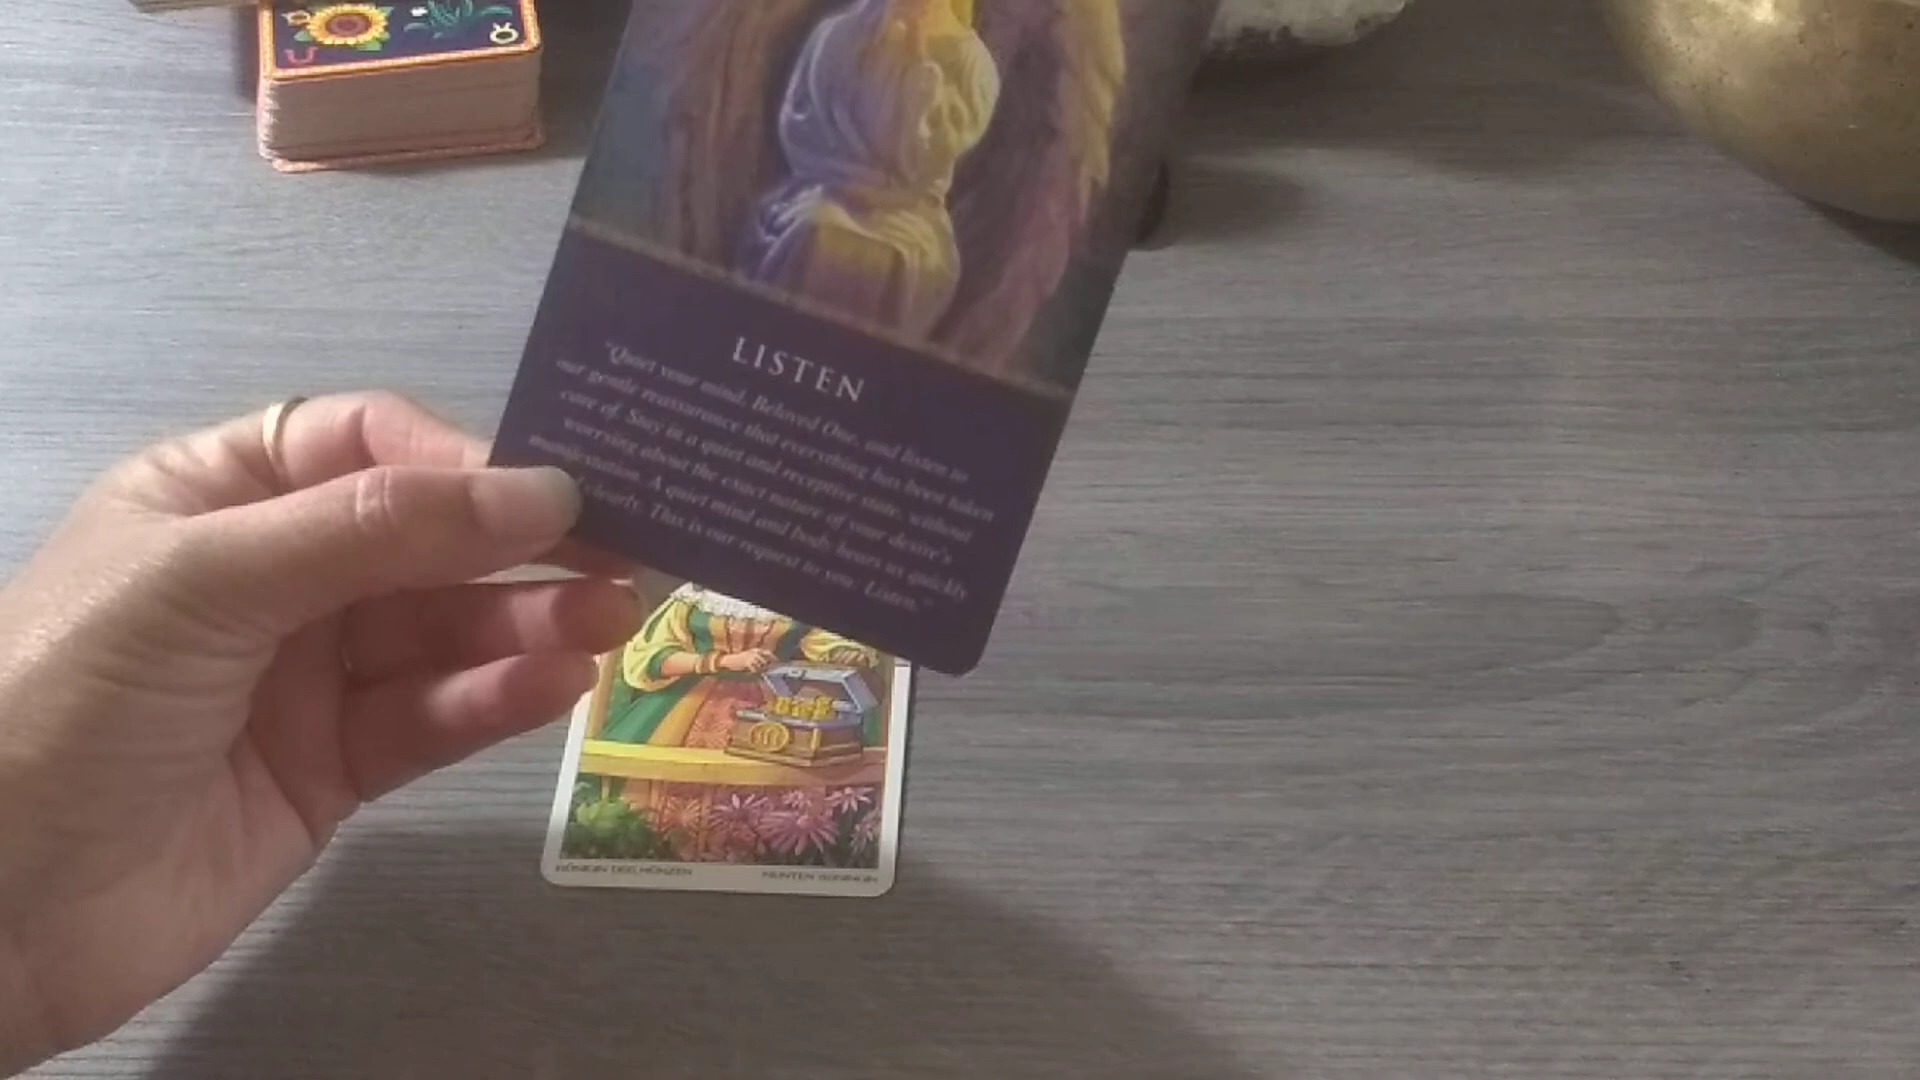 LISTEN
"Quiet your mind, Beloved One, and listen to
our gentle reassurance that everything has been taken
care of. Stay in a quiet and receptive state, without
worrying about the exact nature of your desire's
manifestation. A quiet mind and body hears us quickly
clearly. This is our request to you: Listen."
KÖNIGIN DER MÜNZEN
MUNTEN KONINGIN